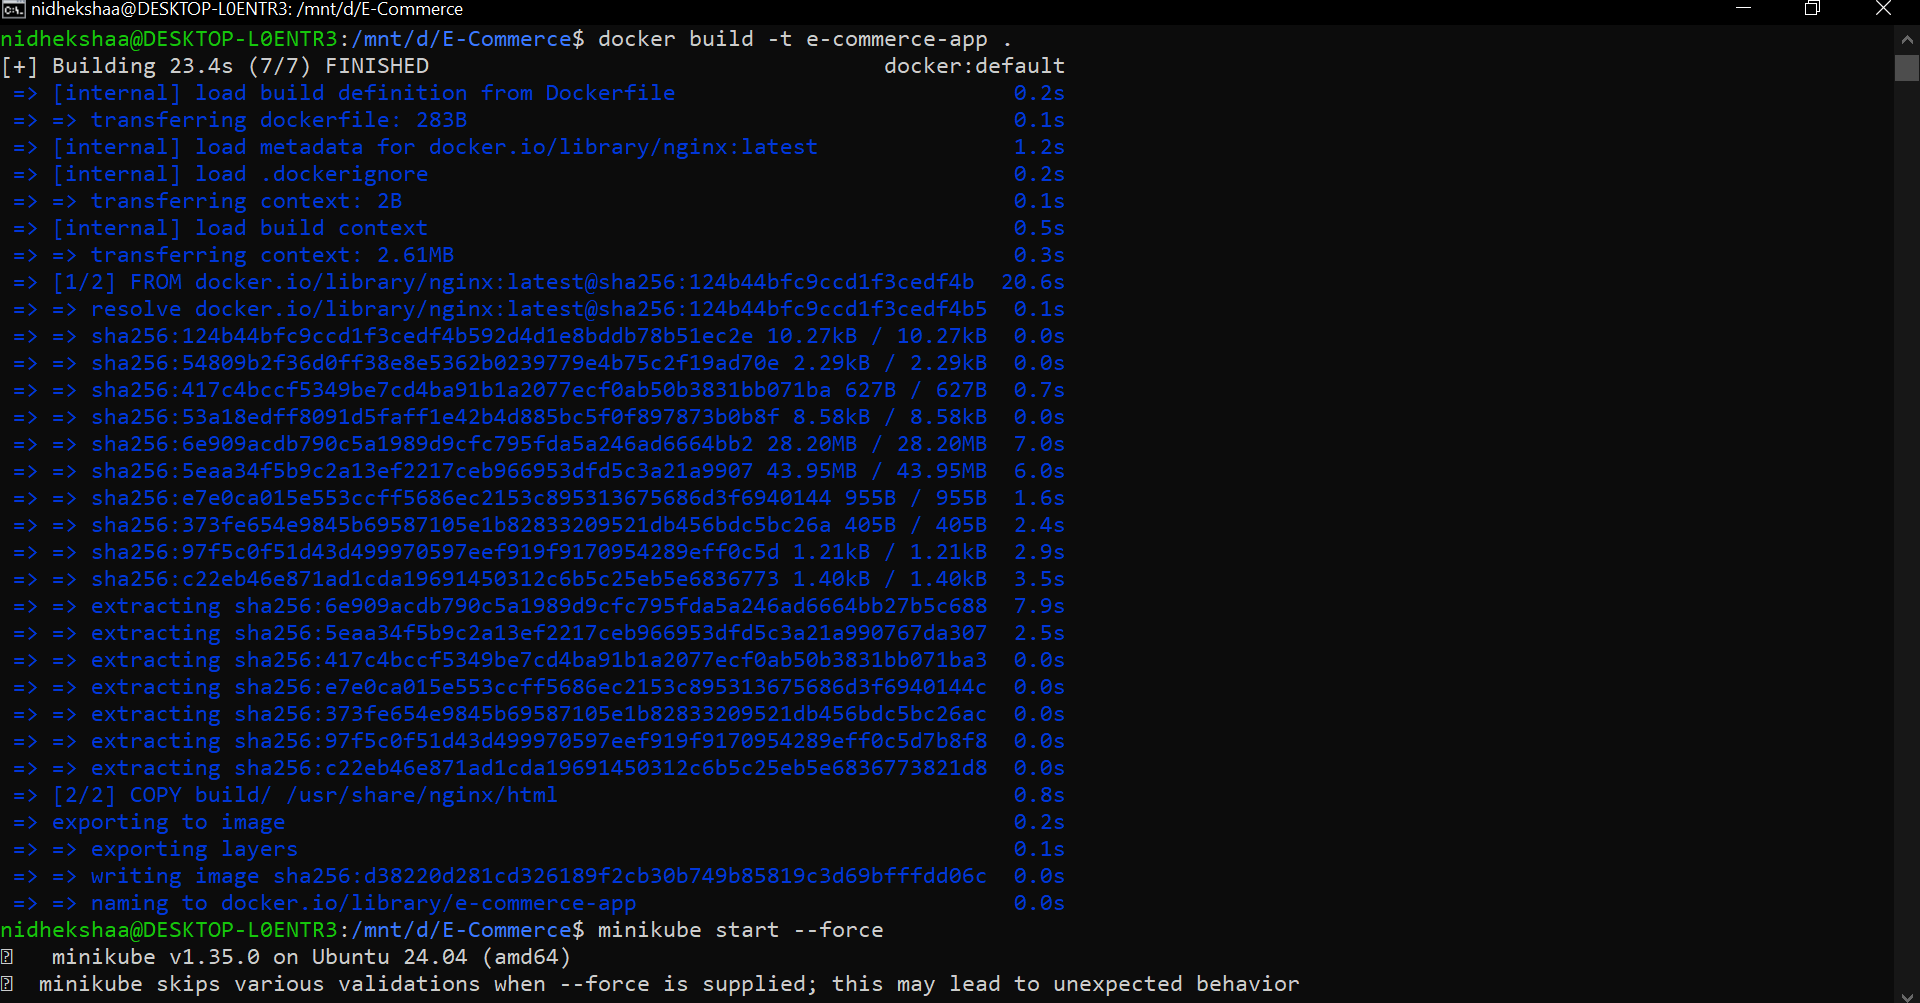 nidhekshaa@DESKTOP-L0ENTR3: /mnt/d/E-Commerce
nidhekshaa@DESKTOP-L0ENTR3:/mnt/d/E-Commerce$ docker build -t e-commerce-app .
[+] Building 23.4s (7/7) FINISHED docker:default
=> [internal] load build definition from Dockerfile 0.2s
=> => transferring dockerfile: 283B 0.1s
=> [internal] load metadata for docker.io/library/nginx:latest 1.2s
=> [internal] load .dockerignore 0.2s
=> => transferring context: 2B 0.1s
=> [internal] load build context 0.5s
=> => transferring context: 2.61MB 0.3s
=> [1/2] FROM docker.io/library/nginx:latest@sha256:124b44bfc9ccd1f3cedf4b 20.6s
=> => resolve docker.io/library/nginx:latest@sha256:124b44bfc9ccd1f3cedf4b5 0.1s
=> => sha256:124b44bfc9ccd1f3cedf4b592d4d1e8bddb78b51ec2e 10.27kB / 10.27kB 0.0s
=> => sha256:54809b2f36d0ff38e8e5362b0239779e4b75c2f19ad70e 2.29kB / 2.29kB 0.0s
=> => sha256:417c4bccf5349be7cd4ba91b1a2077ecf0ab50b3831bb071ba 627B / 627B 0.7s
=> => sha256:53a18edff8091d5faff1e42b4d885bc5f0f897873b0b8f 8.58kB / 8.58kB 0.0s
=> => sha256:6e909acdb790c5a1989d9cfc795fda5a246ad6664bb2 28.20MB / 28.20MB 7.0s
=> => sha256:5eaa34f5b9c2a13ef2217ceb966953dfd5c3a21a9907 43.95MB / 43.95MB 6.0s
=> => sha256:e7e0ca015e553ccff5686ec2153c895313675686d3f6940144 955B / 955B 1.6s
=> => sha256:373fe654e9845b69587105e1b82833209521db456bdc5bc26a 405B / 405B 2.4s
=> => sha256:97f5c0f51d43d499970597eef919f9170954289eff0c5d 1.21kB / 1.21kB 2.9s
=> => sha256:c22eb46e871ad1cda19691450312c6b5c25eb5e6836773 1.40kB / 1.40kB 3.5s
=> => extracting sha256:6e909acdb790c5a1989d9cfc795fda5a246ad6664bb27b5c688 7.9s
=> => extracting sha256:5eaa34f5b9c2a13ef2217ceb966953dfd5c3a21a990767da307 2.5s
=> => extracting sha256:417c4bccf5349be7cd4ba91b1a2077ecf0ab50b3831bb071ba3 0.0s
=> => extracting sha256:e7e0ca015e553ccff5686ec2153c895313675686d3f6940144c 0.0s
=> => extracting sha256:373fe654e9845b69587105e1b82833209521db456bdc5bc26ac 0.0s
=> => extracting sha256:97f5c0f51d43d499970597eef919f9170954289eff0c5d7b8f8 0.0s
=> => extracting sha256:c22eb46e871ad1cda19691450312c6b5c25eb5e6836773821d8 0.0s
=> [2/2] COPY build/ /usr/share/nginx/html 0.8s
=> exporting to image 0.2s
=> => exporting layers 0.1s
=> => writing image sha256:d38220d281cd326189f2cb30b749b85819c3d69bfffdd06c 0.0s
=> => naming to docker.io/library/e-commerce-app 0.0s
nidhekshaa@DESKTOP-L0ENTR3:/mnt/d/E-Commerce$ minikube start --force
minikube v1.35.0 on Ubuntu 24.04 (amd64)
minikube skips various validations when --force is supplied; this may lead to unexpected behavior